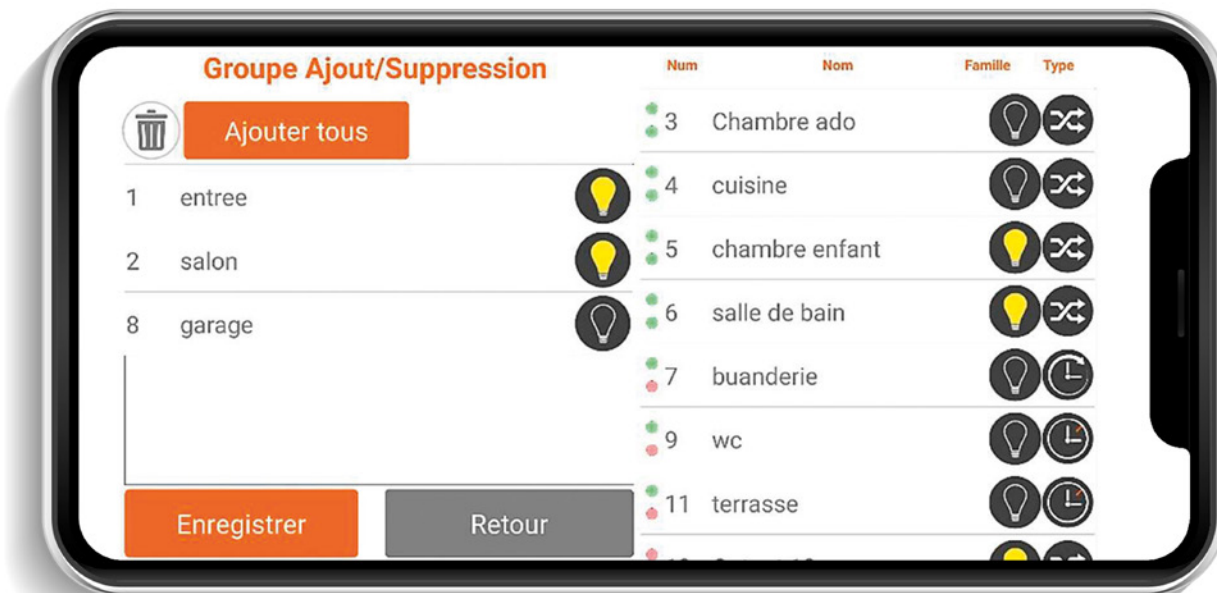 Groupe Ajout/Suppression
Ajouter tous
1 entree
2 salon
8 garage
Enregistrer
Retour
Num Nom Famille Type
3 Chambre ado
4 cuisine
5 chambre enfant
6 salle de bain
7 buanderie
9 wc
11 terrasse